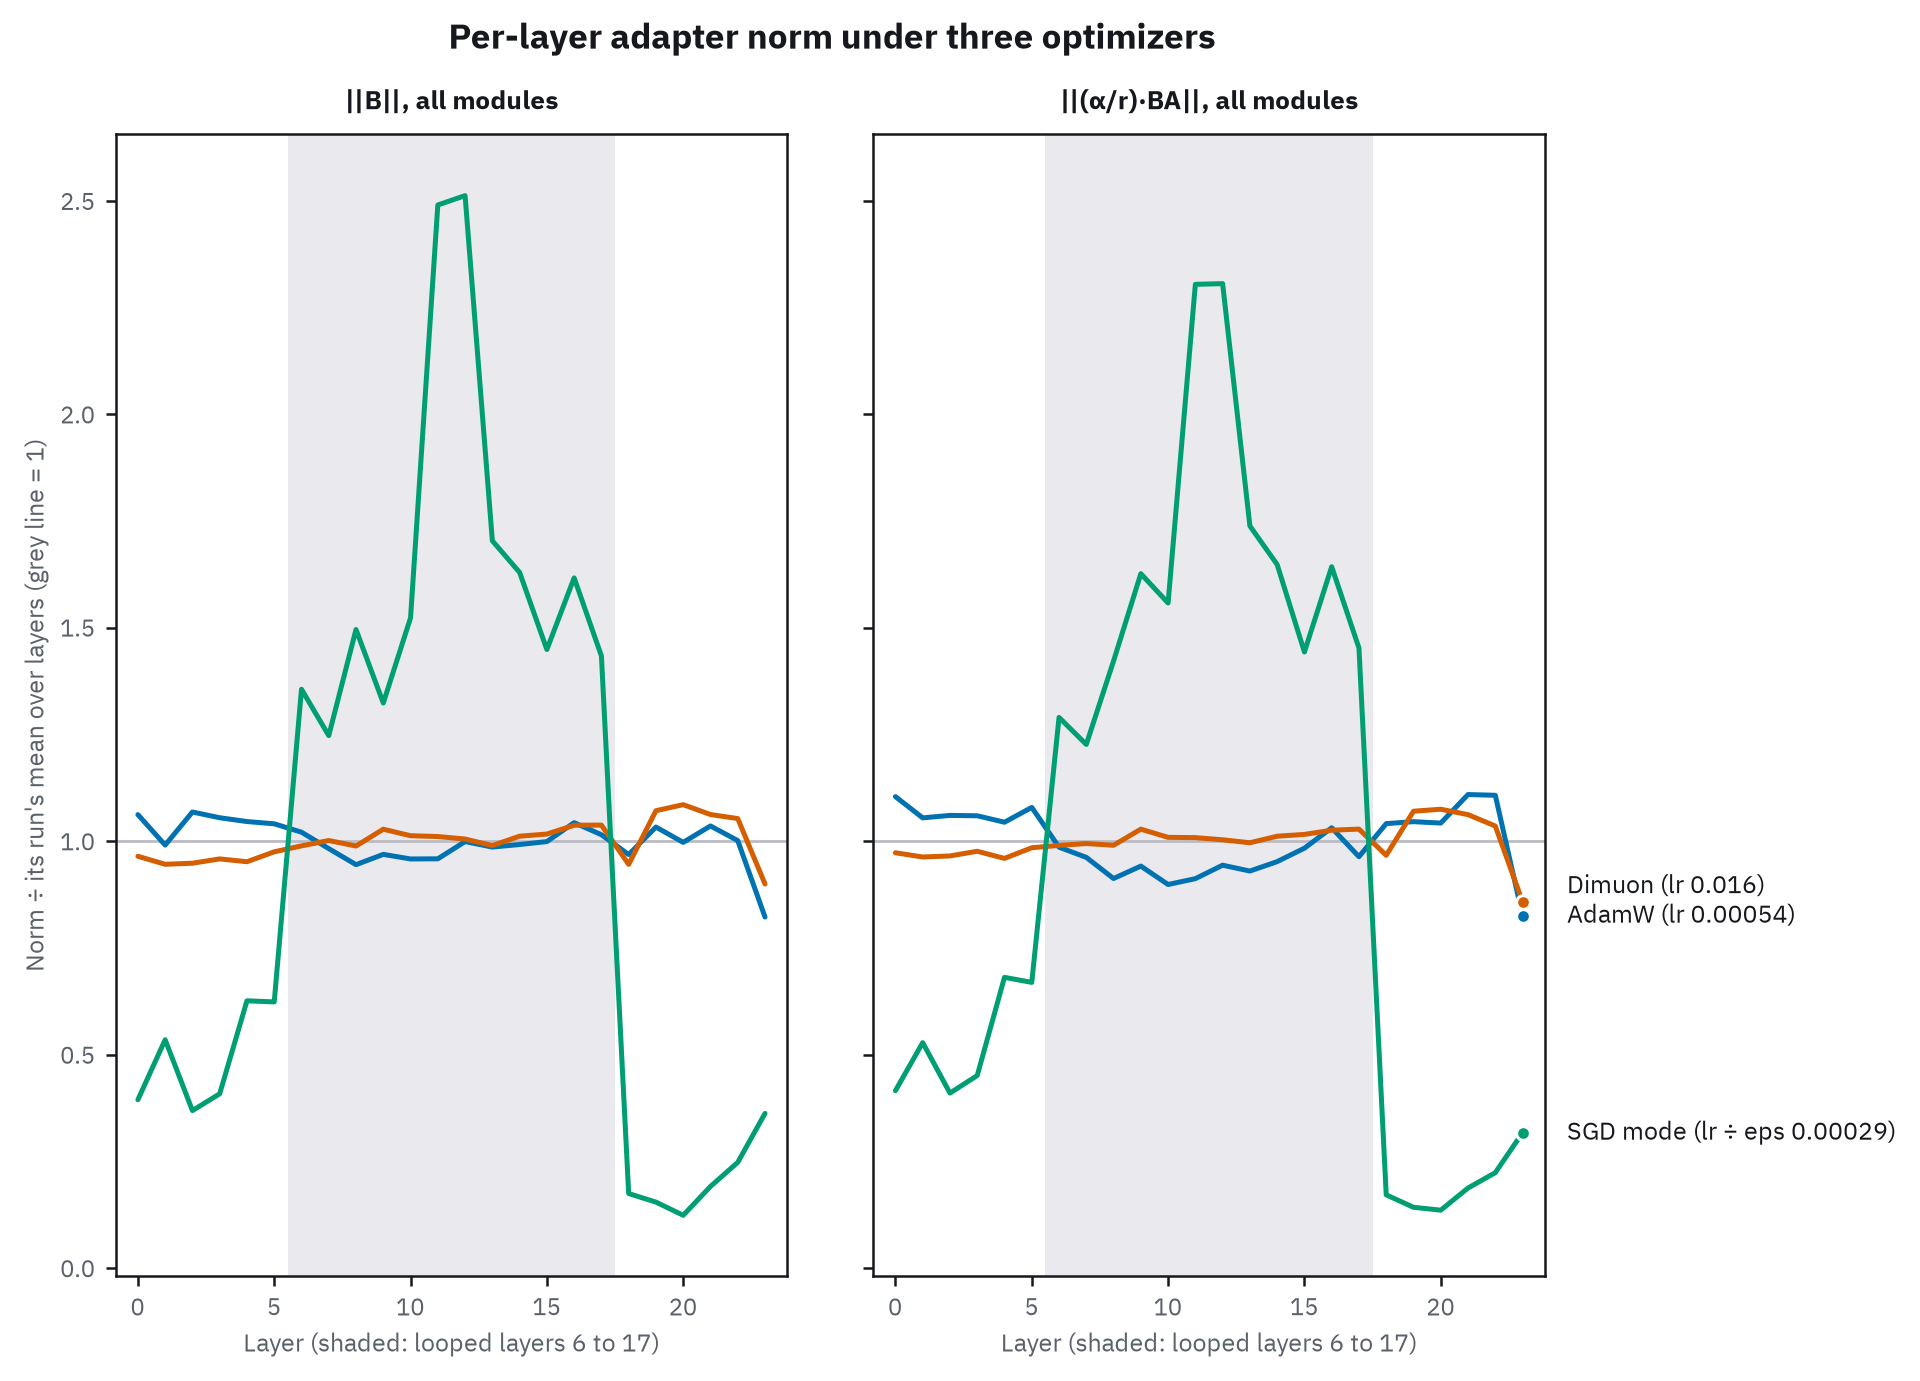 Per-layer adapter norm under three optimizers
||B||, all modules
||(α/r)·BA||, all modules
Norm ÷ its run's mean over layers (grey line = 1)
2.5
2.0
1.5
1.0
0.5
0.0
0 5 10 15 20
0 5 10 15 20
Layer (shaded: looped layers 6 to 17)
Layer (shaded: looped layers 6 to 17)
Dimuon (lr 0.016)
AdamW (lr 0.00054)
SGD mode (lr ÷ eps 0.00029)